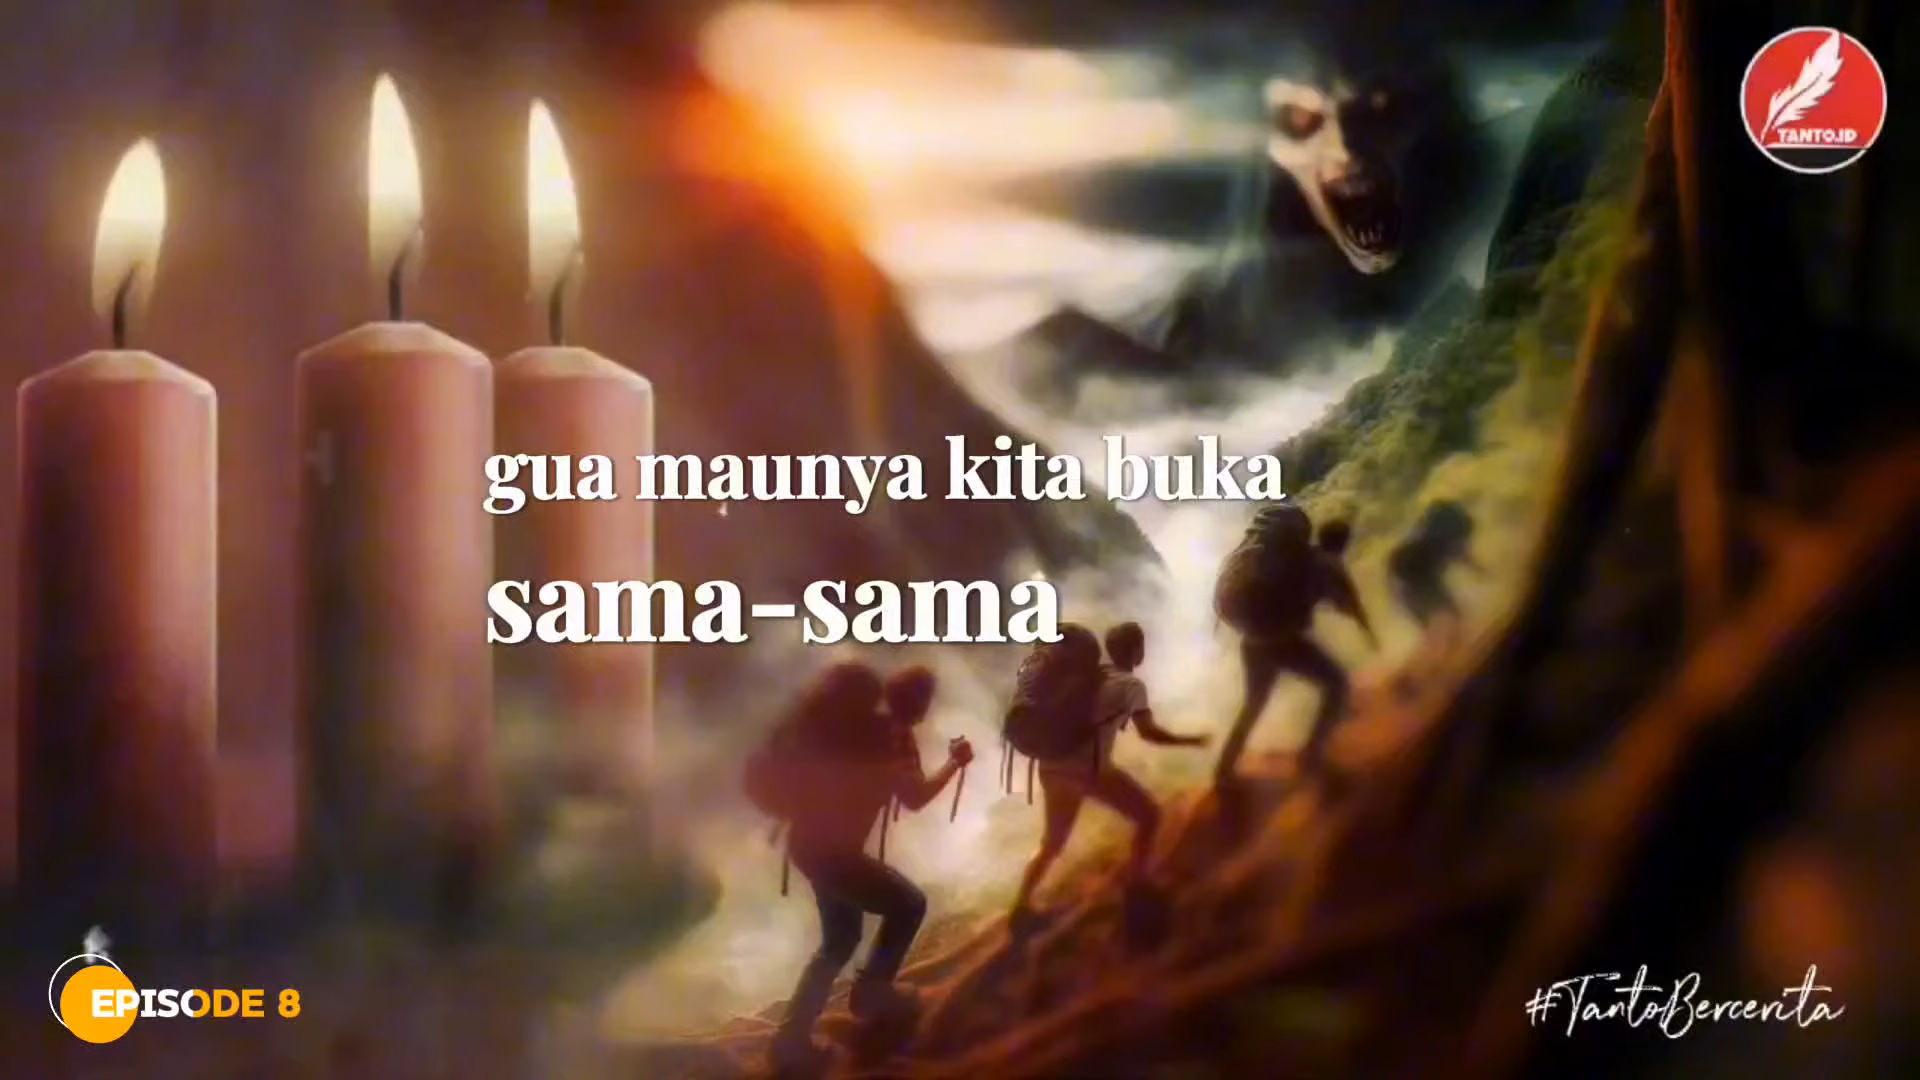 TANTO.ID
gua maunya kita buka
sama-sama
EPISODE 8
#TantoBercerita